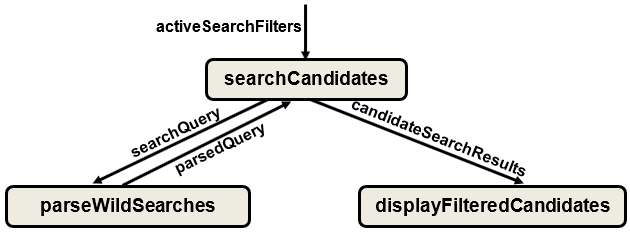 activeSearchFilters
searchCandidates
searchQuery
parsedQuery
candidateSearchResults
parseWildSearches
displayFilteredCandidates